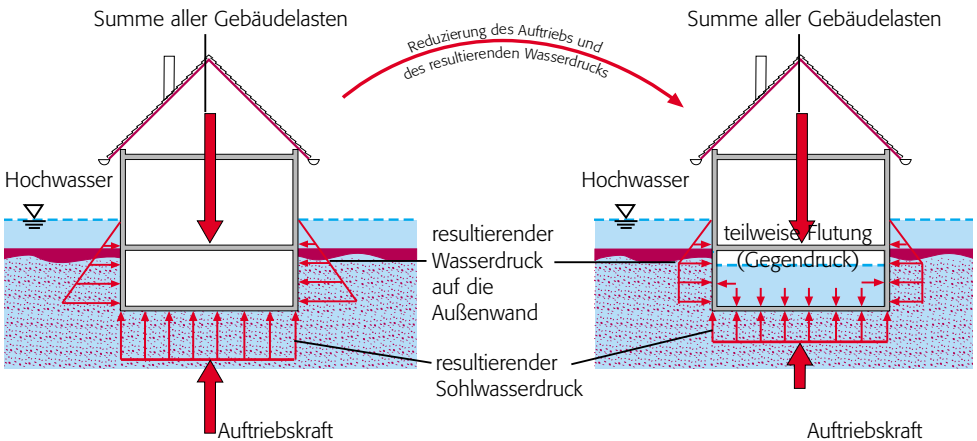 Summe aller Gebäudelasten
Reduzierung des Auftriebs und
des resultierenden Wasserdrucks
Summe aller Gebäudelasten
Hochwasser
Hochwasser
resultierender
Wasserdruck
auf die
Außenwand
teilweise Flutung
(Gegendruck)
resultierender
Sohlwasserdruck
Auftriebskraft
Auftriebskraft